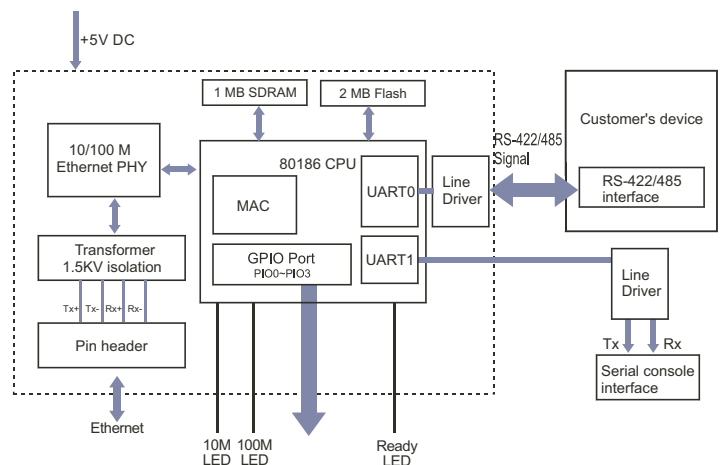 +5V DC
1 MB SDRAM
2 MB Flash
10/100 M
Ethernet PHY
80186 CPU
UART0
MAC
Line
Driver
RS-422/485
Signal
Customer's device
RS-422/485
interface
Transformer
1.5KV isolation
GPIO Port
PIO0~PIO3
UART1
Line
Driver
Tx+ Tx- Rx+ Rx-
Pin header
Tx Rx
Serial console
interface
Ethernet
10M
LED
100M
LED
Ready
LED